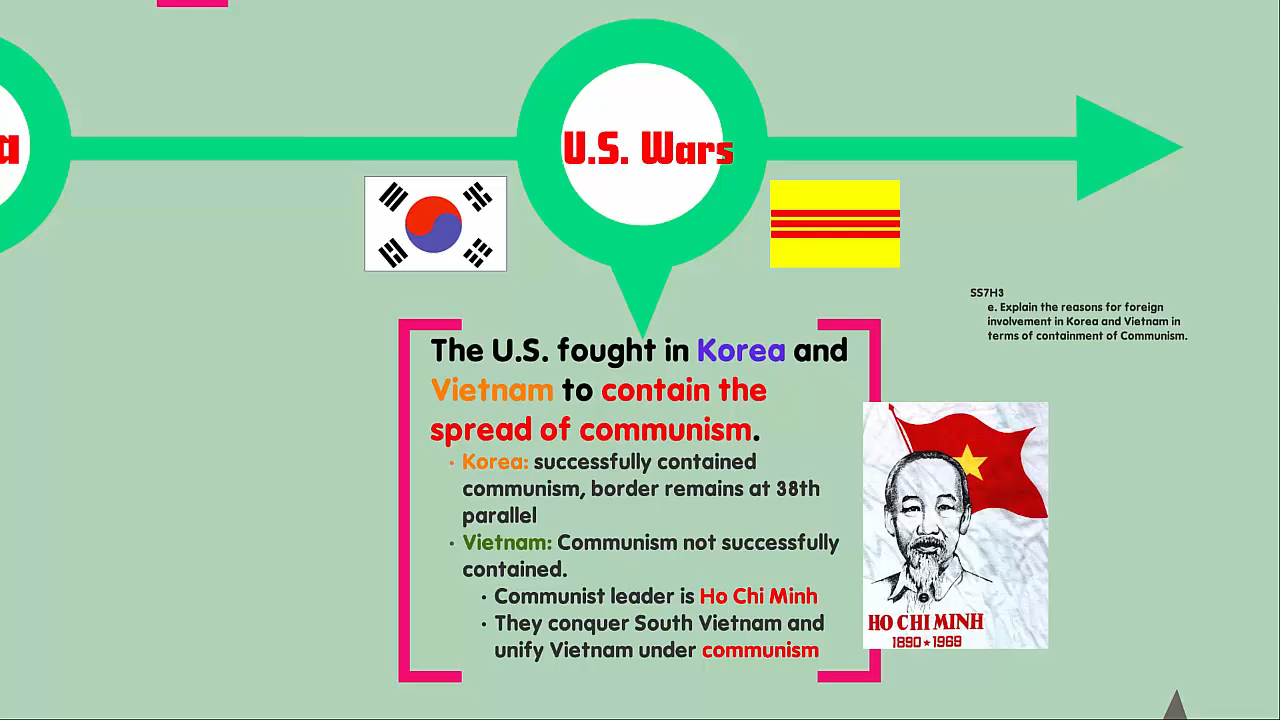 a
U.S. Wars
SS7H3
e. Explain the reasons for foreign
involvement in Korea and Vietnam in
terms of containment of Communism.
The U.S. fought in Korea and
Vietnam to contain the
spread of communism.
· Korea: successfully contained
communism, border remains at 38th
parallel
· Vietnam: Communism not successfully
contained.
· Communist leader is Ho Chi Minh
· They conquer South Vietnam and
unify Vietnam under communism
HO CHI MINH
1890★1969